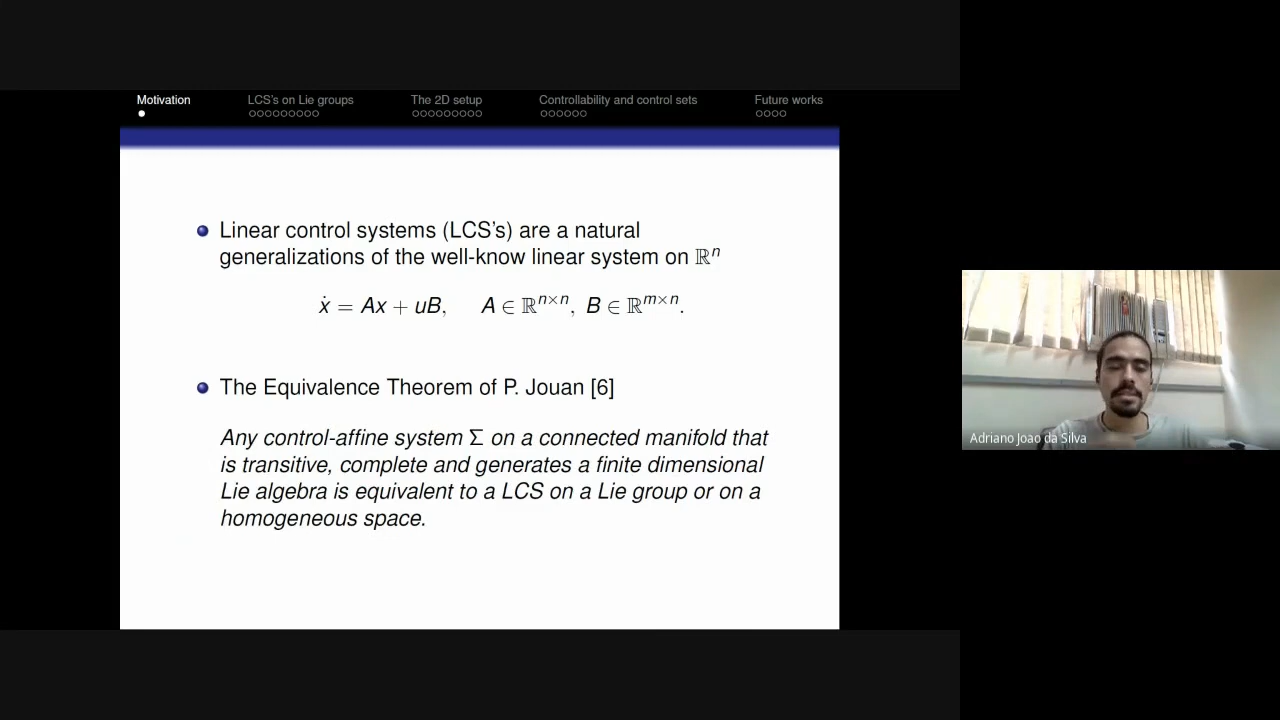 Motivation LCS's on Lie groups The 2D setup Controllability and control sets Future works
Linear control systems (LCS's) are a natural
generalizations of the well-know linear system on ℝⁿ
ẋ = Ax + uB, A ∈ ℝⁿˣⁿ, B ∈ ℝᵐˣⁿ.
The Equivalence Theorem of P. Jouan [6]
Any control-affine system Σ on a connected manifold that
is transitive, complete and generates a finite dimensional
Lie algebra is equivalent to a LCS on a Lie group or on a
homogeneous space.
Adriano Joao da Silva